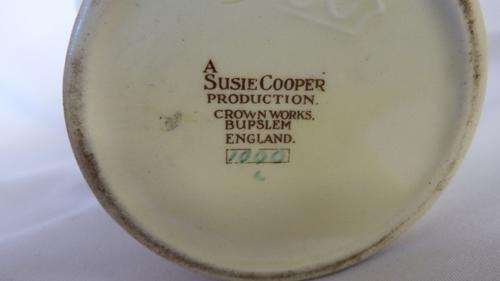 A
SUSIE COOPER
PRODUCTION.
CROWN WORKS,
BURSLEM
ENGLAND.